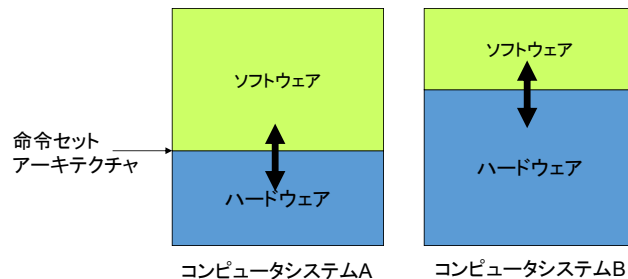 ソフトウェア
命令セット
アーキテクチャ
ハードウェア
コンピュータシステムA
ソフトウェア
ハードウェア
コンピュータシステムB